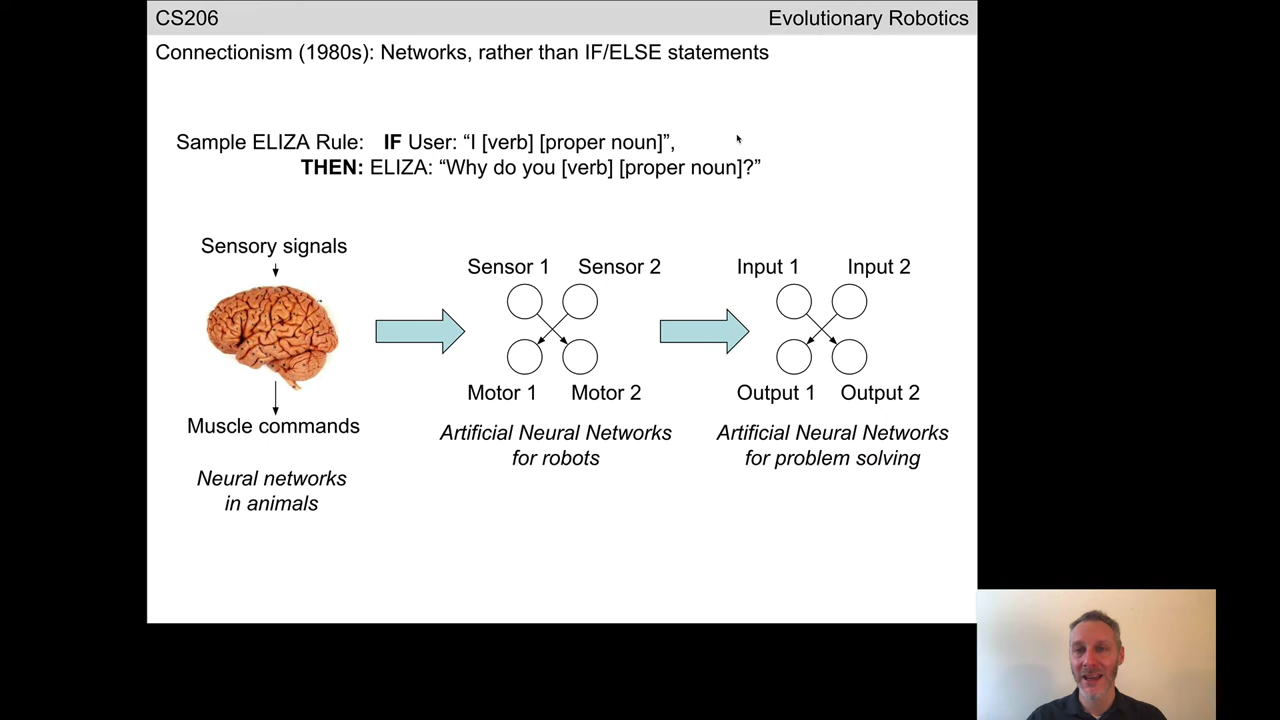 CS206
Evolutionary Robotics
Connectionism (1980s): Networks, rather than IF/ELSE statements
Sample ELIZA Rule: IF User: “I [verb] [proper noun]”,
THEN: ELIZA: “Why do you [verb] [proper noun]?”
Sensory signals
Muscle commands
Neural networks
in animals
Sensor 1 Sensor 2
Motor 1 Motor 2
Artificial Neural Networks
for robots
Input 1 Input 2
Output 1 Output 2
Artificial Neural Networks
for problem solving